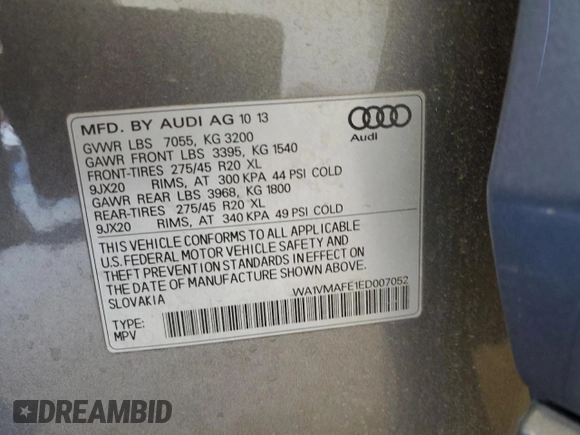 MFD. BY AUDI AG 10 13
GVWR LBS 7055, KG 3200
GAWR FRONT LBS 3395, KG 1540
FRONT-TIRES 275/45 R20 XL
9JX20 RIMS, AT 300 KPA 44 PSI COLD
GAWR REAR LBS 3968, KG 1800
REAR-TIRES 275/45 R20 XL
9JX20 RIMS, AT 340 KPA 49 PSI COLD
Audi
THIS VEHICLE CONFORMS TO ALL APPLICABLE
U.S. FEDERAL MOTOR VEHICLE SAFETY AND
THEFT PREVENTION STANDARDS IN EFFECT ON
THE DATE OF MANUFACTURE SHOWN ABOVE.
SLOVAKIA
WA1VMAFE1ED007052
TYPE:
MPV
DREAMBID